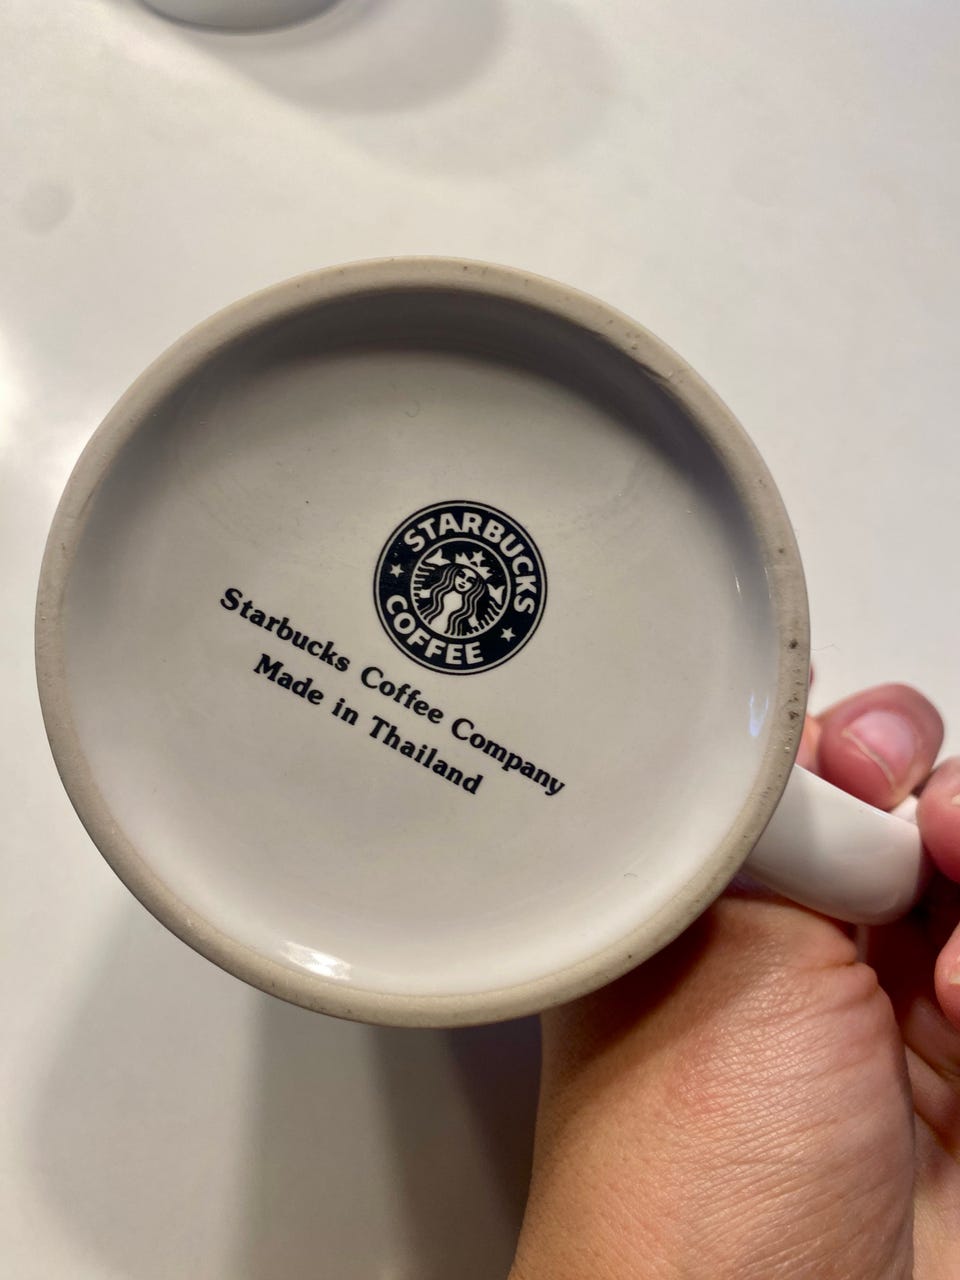 STARBUCKS
COFFEE
Starbucks Coffee Company
Made in Thailand